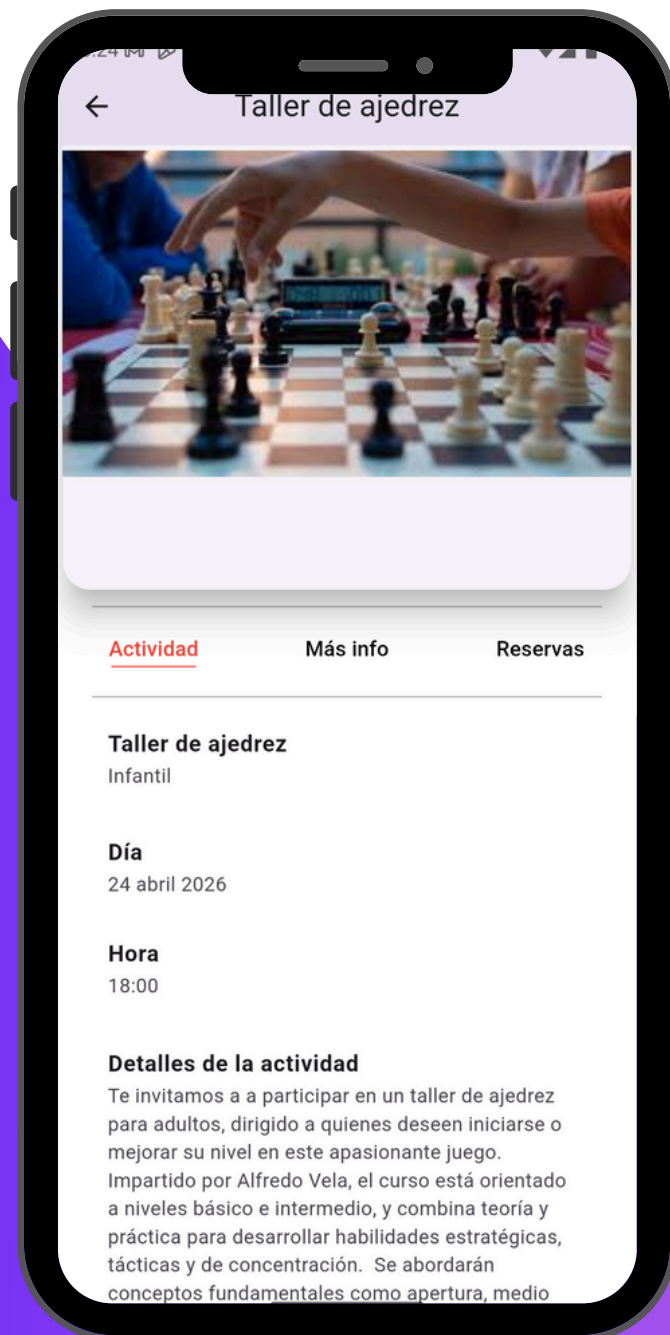 :24
Taller de ajedrez
Actividad Más info Reservas
Taller de ajedrez
Infantil
Día
24 abril 2026
Hora
18:00
Detalles de la actividad
Te invitamos a a participar en un taller de ajedrez
para adultos, dirigido a quienes deseen iniciarse o
mejorar su nivel en este apasionante juego.
Impartido por Alfredo Vela, el curso está orientado
a niveles básico e intermedio, y combina teoría y
práctica para desarrollar habilidades estratégicas,
tácticas y de concentración.  Se abordarán
conceptos fundamentales como apertura, medio